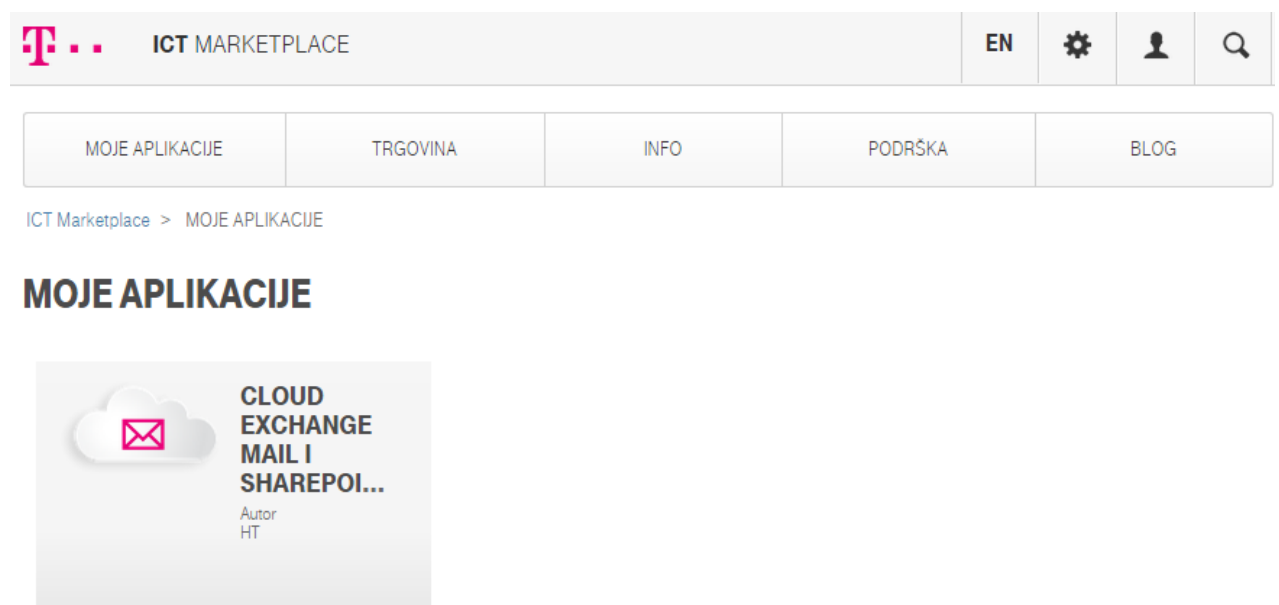 T.. ICT MARKETPLACE EN
MOJE APLIKACIJE TRGOVINA INFO PODRŠKA BLOG
ICT Marketplace > MOJE APLIKACIJE
MOJE APLIKACIJE
CLOUD
EXCHANGE
MAIL I
SHAREPOI...
Autor
HT